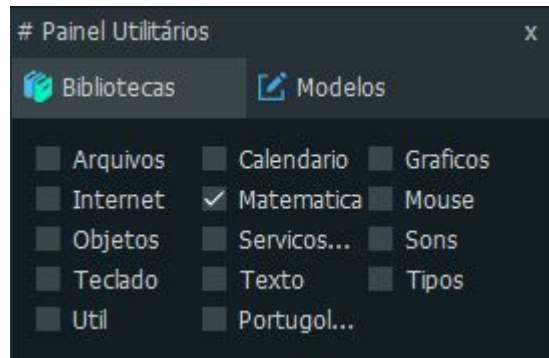 # Painel Utilitários x
Bibliotecas Modelos
Arquivos Calendario Graficos
Internet Matematica Mouse
Objetos Servicos... Sons
Teclado Texto Tipos
Util Portugol...